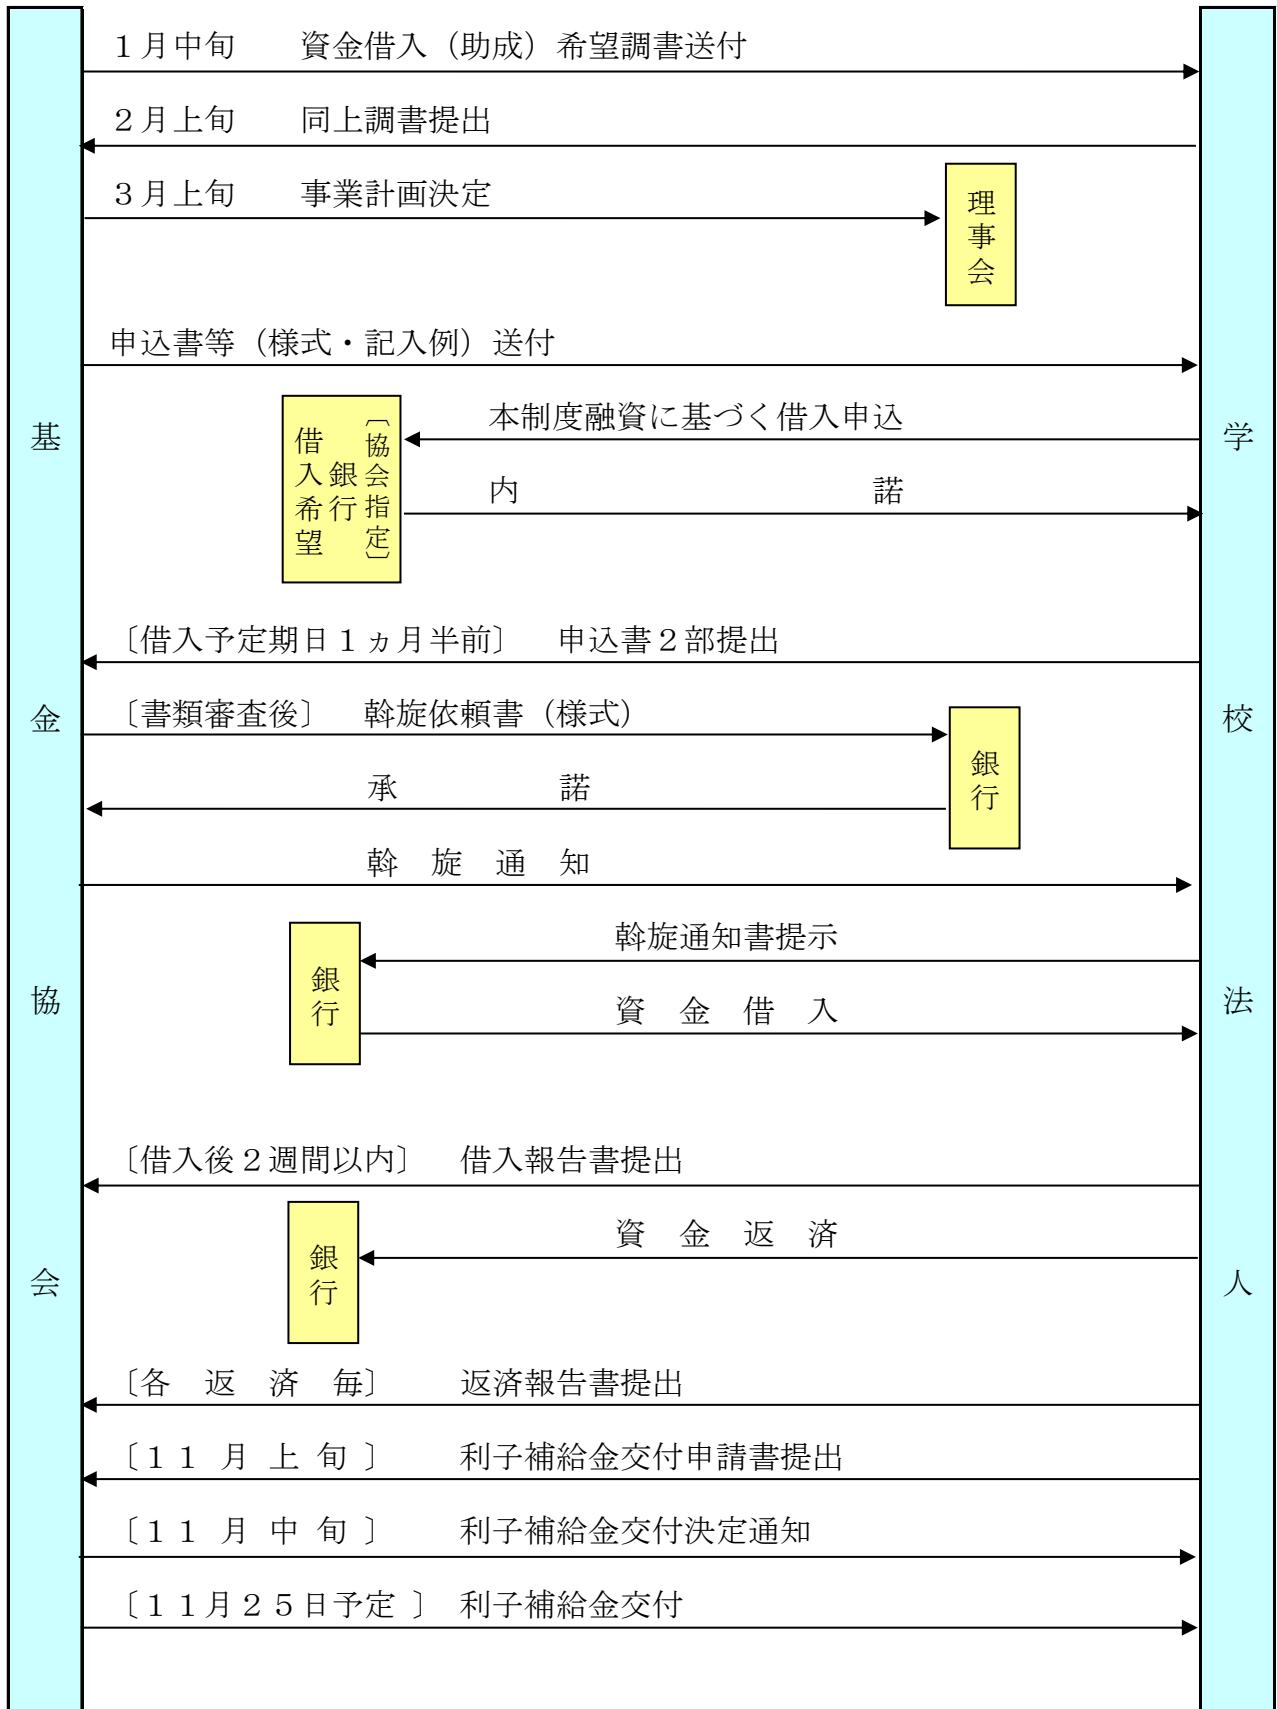 １月中旬　　資金借入（助成）希望調書送付
２月上旬　　同上調書提出
３月上旬　　事業計画決定
理事会
申込書等（様式・記入例）送付
本制度融資に基づく借入申込
〔協会指定〕
銀行
借入希望
内　　　　　　　　　　　諾
〔借入予定期日１ヵ月半前〕　申込書２部提出
〔書類審査後〕　斡旋依頼書（様式）
銀行
承　　　　　諾
斡　旋　通　知
斡旋通知書提示
銀行
資　金　借　入
〔借入後２週間以内〕　借入報告書提出
資　金　返　済
銀行
〔各　返　済　毎〕　　返済報告書提出
〔１１ 月 上 旬 〕　　利子補給金交付申請書提出
〔１１ 月 中 旬 〕　　利子補給金交付決定通知
〔１１月２５日予定 〕 利子補給金交付
基金協会
学校法人